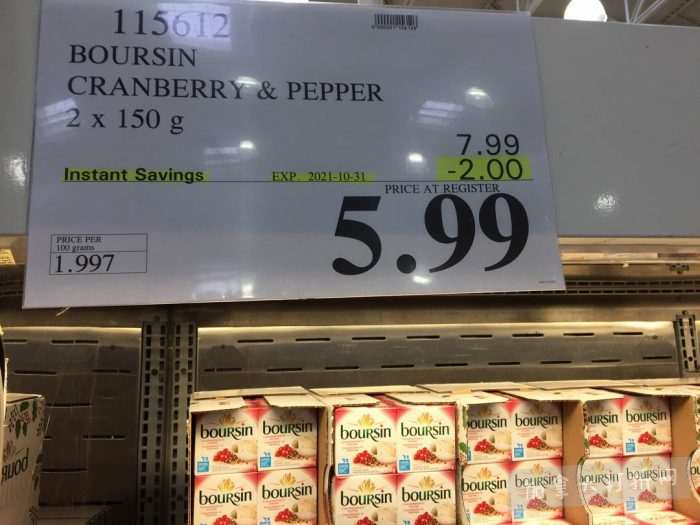 115612
BOURSIN
CRANBERRY & PEPPER
2 x 150 g
7.99
Instant Savings EXP. 2021-10-31 -2.00
PRICE AT REGISTER
5.99
PRICE PER
100 grams
1.997
boursin boursin boursin boursin boursin boursin boursin boursin
boursin boursin boursin boursin boursin boursin boursin boursin